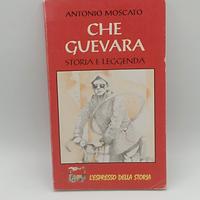 ANTONIO MOSCATO
CHE
GUEVARA
STORIA E LEGGENDA
L'ESPRESSO DELLA STORIA